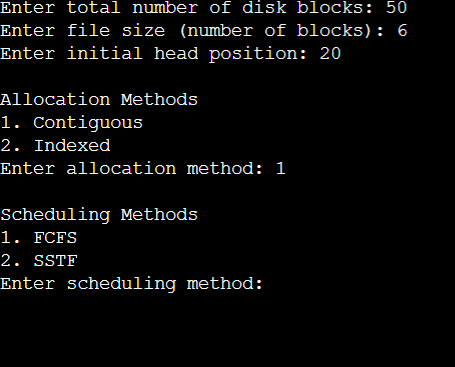 Enter total number of disk blocks: 50
Enter file size (number of blocks): 6
Enter initial head position: 20
Allocation Methods
1. Contiguous
2. Indexed
Enter allocation method: 1
Scheduling Methods
1. FCFS
2. SSTF
Enter scheduling method: